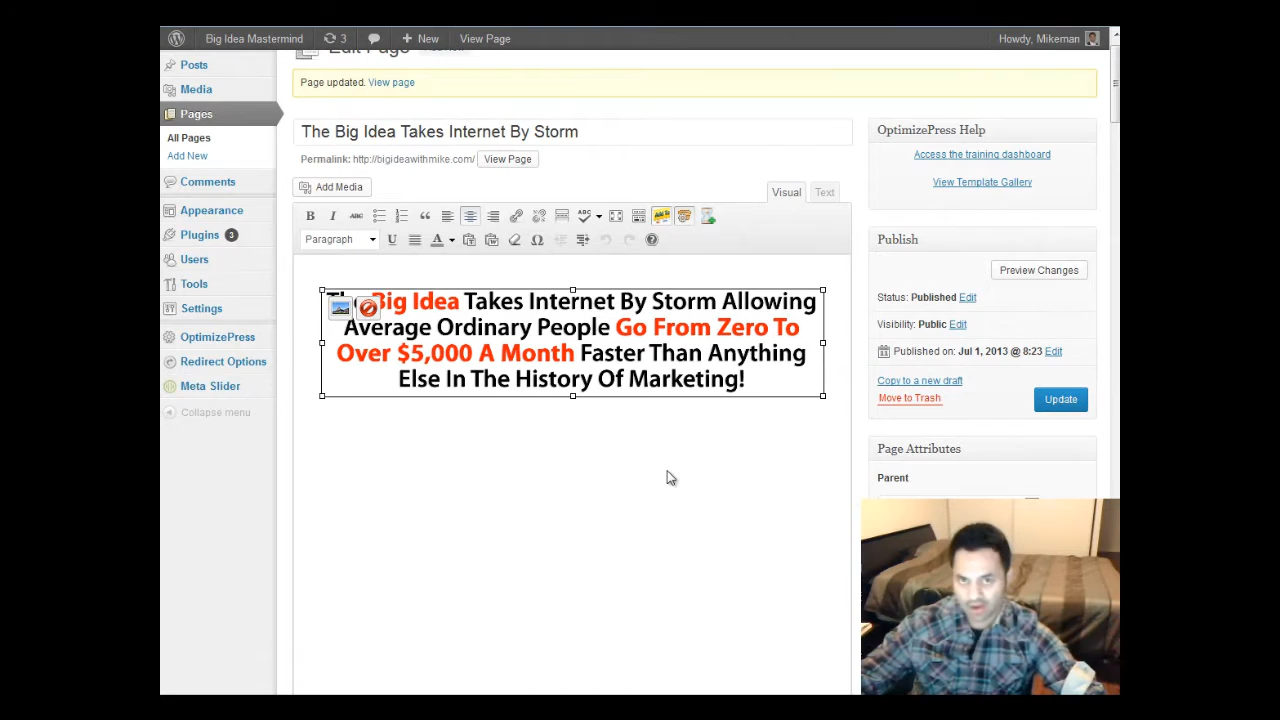 Big Idea Mastermind 3 New View Page Howdy, Mikeman
Edit Page
Posts
Media
Pages
All Pages
Add New
Comments
Appearance
Plugins 3
Users
Tools
Settings
OptimizePress
Redirect Options
Meta Slider
Collapse menu
Page updated. View page
The Big Idea Takes Internet By Storm
Permalink: http://bigideawithmike.com/ View Page
Add Media
Visual Text
B I ABC
Paragraph U A
The Big Idea Takes Internet By Storm Allowing
Average Ordinary People Go From Zero To
Over $5,000 A Month Faster Than Anything
Else In The History Of Marketing!
OptimizePress Help
Access the training dashboard
View Template Gallery
Publish
Preview Changes
Status: Published Edit
Visibility: Public Edit
Published on: Jul 1, 2013 @ 8:23 Edit
Copy to a new draft
Move to Trash
Update
Page Attributes
Parent